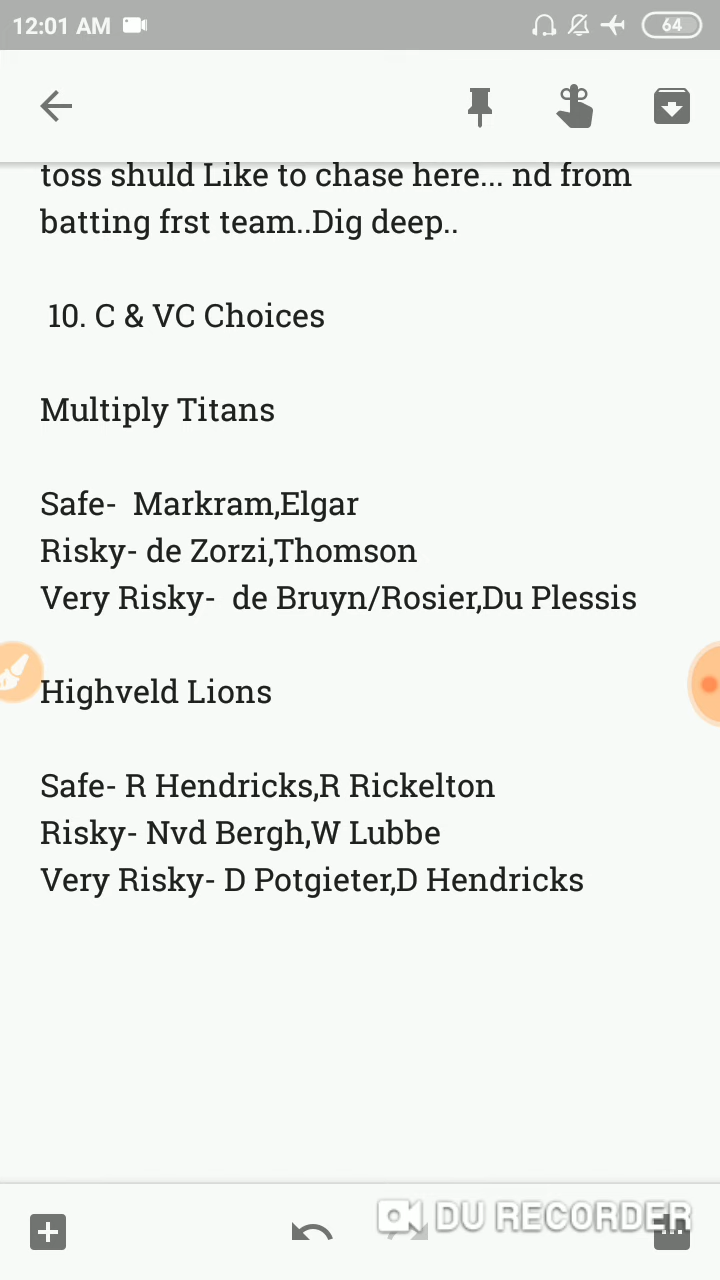 12:01 AM 64
toss shuld Like to chase here... nd from
batting frst team..Dig deep..
10. C & VC Choices
Multiply Titans
Safe-  Markram,Elgar
Risky- de Zorzi,Thomson
Very Risky-  de Bruyn/Rosier,Du Plessis
Highveld Lions
Safe- R Hendricks,R Rickelton
Risky- Nvd Bergh,W Lubbe
Very Risky- D Potgieter,D Hendricks
DU RECORDER